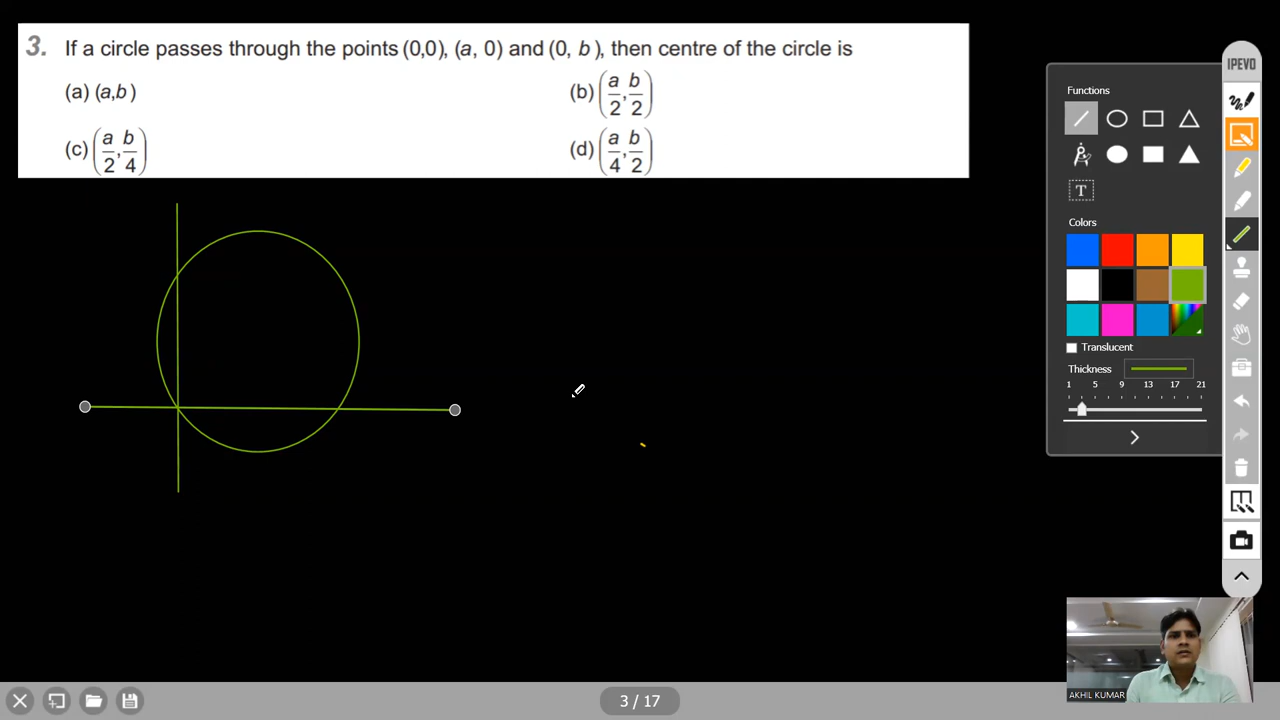 3. If a circle passes through the points (0,0), (a, 0) and (0, b), then centre of the circle is
(a) (a,b) (b) (a/2, b/2)
(c) (a/2, b/4) (d) (a/4, b/2)
IPEVO
Functions
T
Colors
Translucent
Thickness
1 5 9 13 17 21
AKHIL KUMAR
3 / 17